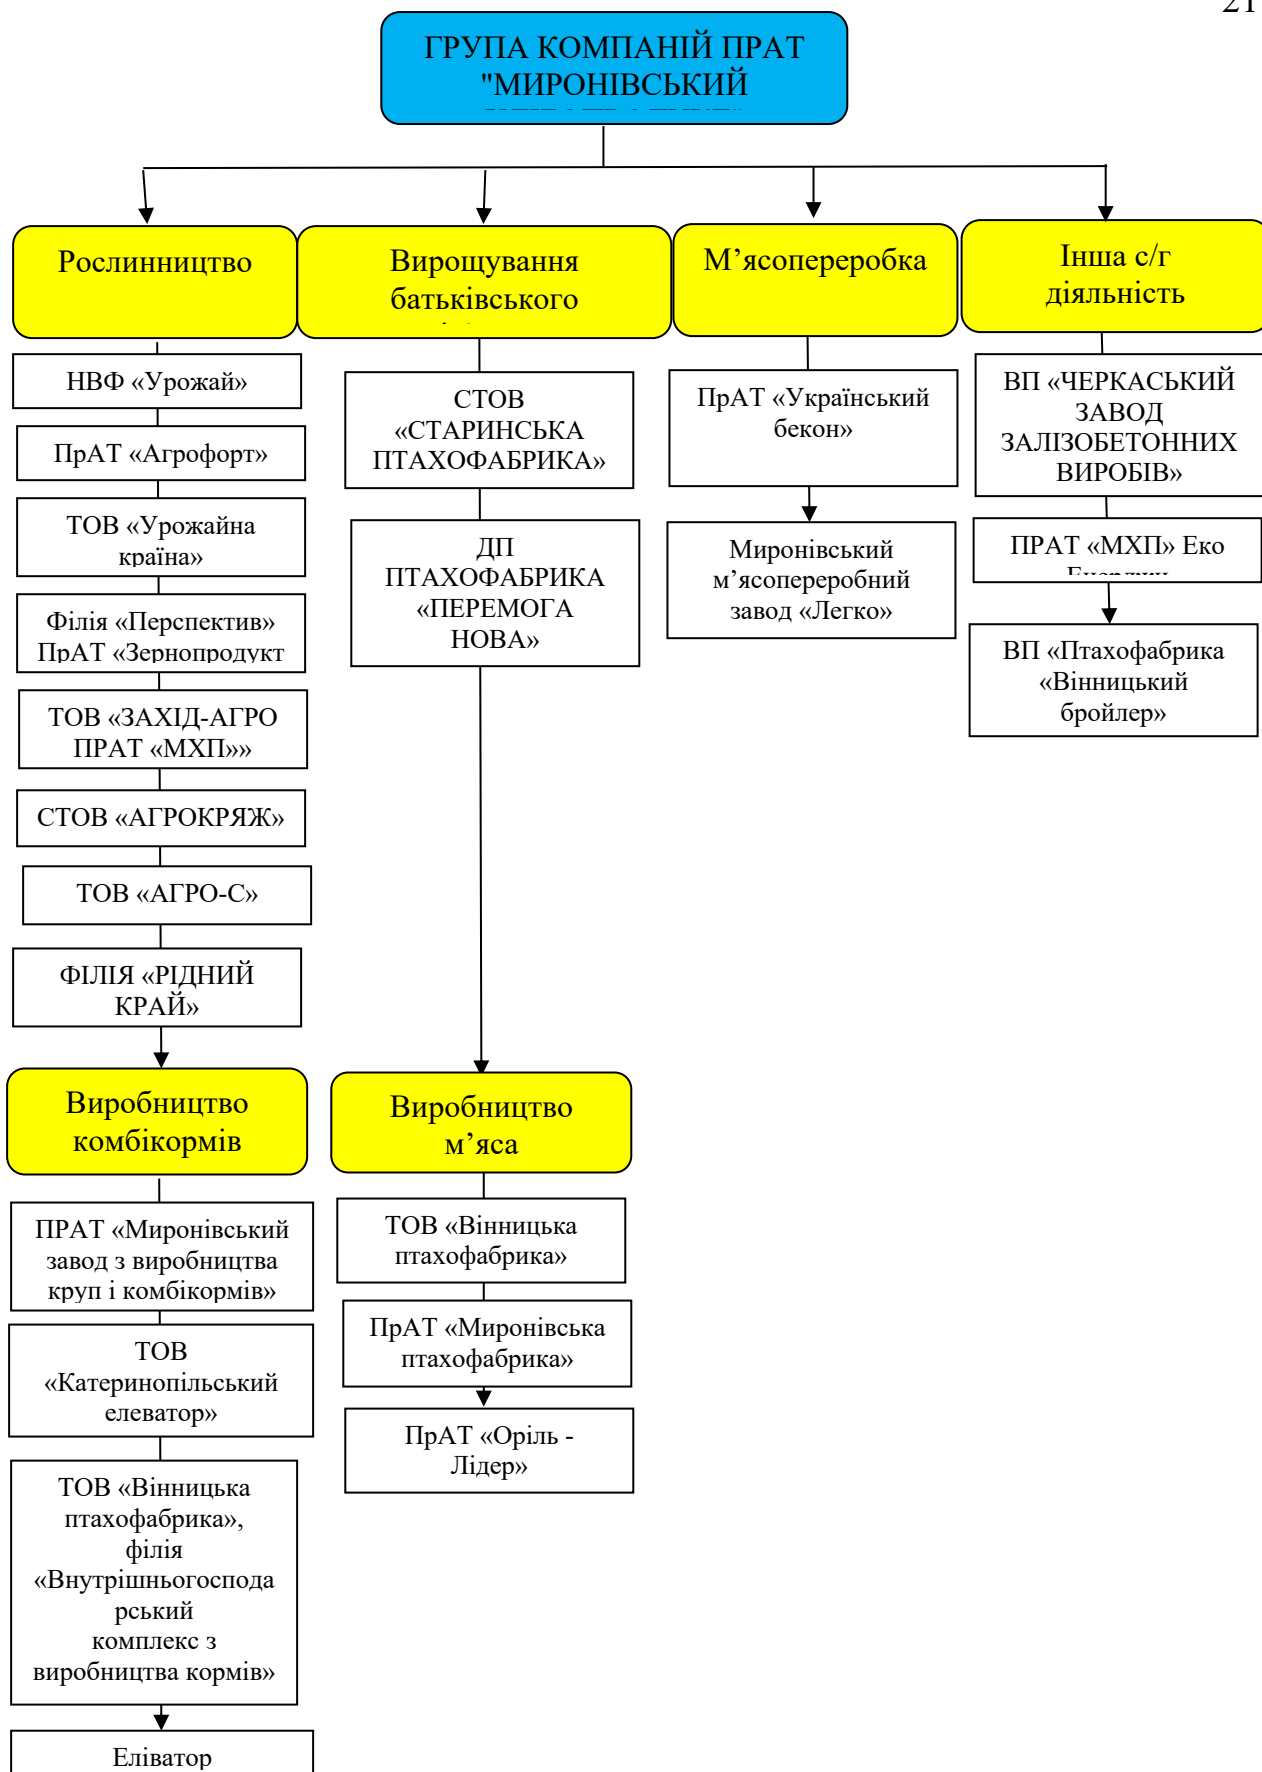 21
ГРУПА КОМПАНІЙ ПРАТ
"МИРОНІВСЬКИЙ
Рослинництво
Вирощування
батьківського
М’ясопереробка
Інша с/г
діяльність
НВФ «Урожай»
ПрАТ «Агрофорт»
ТОВ «Урожайна
країна»
Філія «Перспектив»
ПрАТ «Зернопродукт
ТОВ «ЗАХІД-АГРО
ПРАТ «МХП»»
СТОВ «АГРОКРЯЖ»
ТОВ «АГРО-С»
ФІЛІЯ «РІДНИЙ
КРАЙ»
СТОВ
«СТАРИНСЬКА
ПТАХОФАБРИКА»
ДП
ПТАХОФАБРИКА
«ПЕРЕМОГА
НОВА»
ПрАТ «Український
бекон»
Миронівський
м’ясопереробний
завод «Легко»
ВП «ЧЕРКАСЬКИЙ
ЗАВОД
ЗАЛІЗОБЕТОННИХ
ВИРОБІВ»
ПРАТ «МХП» Еко
ВП «Птахофабрика
«Вінницький
бройлер»
Виробництво
комбікормів
ПРАТ «Миронівський
завод з виробництва
круп і комбікормів»
ТОВ
«Катеринопільський
елеватор»
ТОВ «Вінницька
птахофабрика»,
філія
«Внутрішньогоспода
рський
комплекс з
виробництва кормів»
Еліватор
Виробництво
м’яса
ТОВ «Вінницька
птахофабрика»
ПрАТ «Миронівська
птахофабрика»
ПрАТ «Оріль -
Лідер»